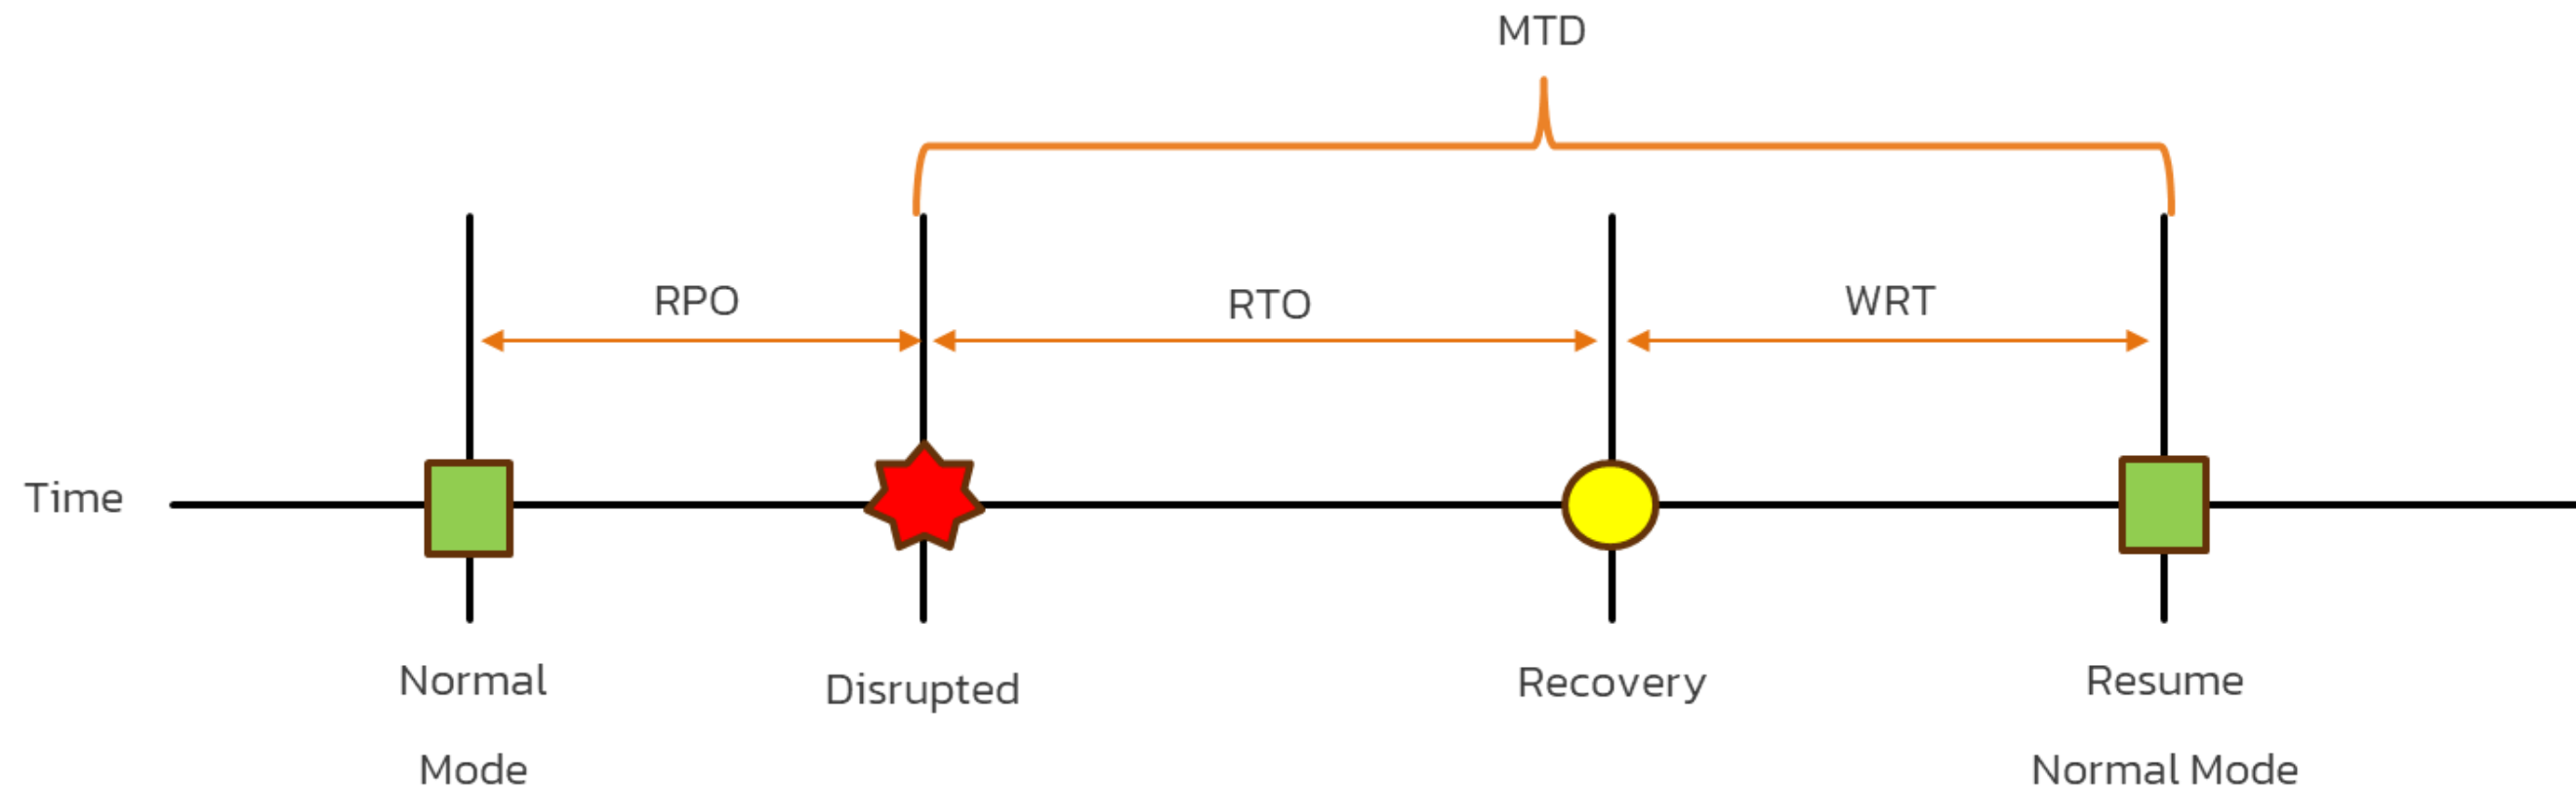 MTD
RPO
RTO
WRT
Time
Normal
Mode
Disrupted
Recovery
Resume
Normal Mode